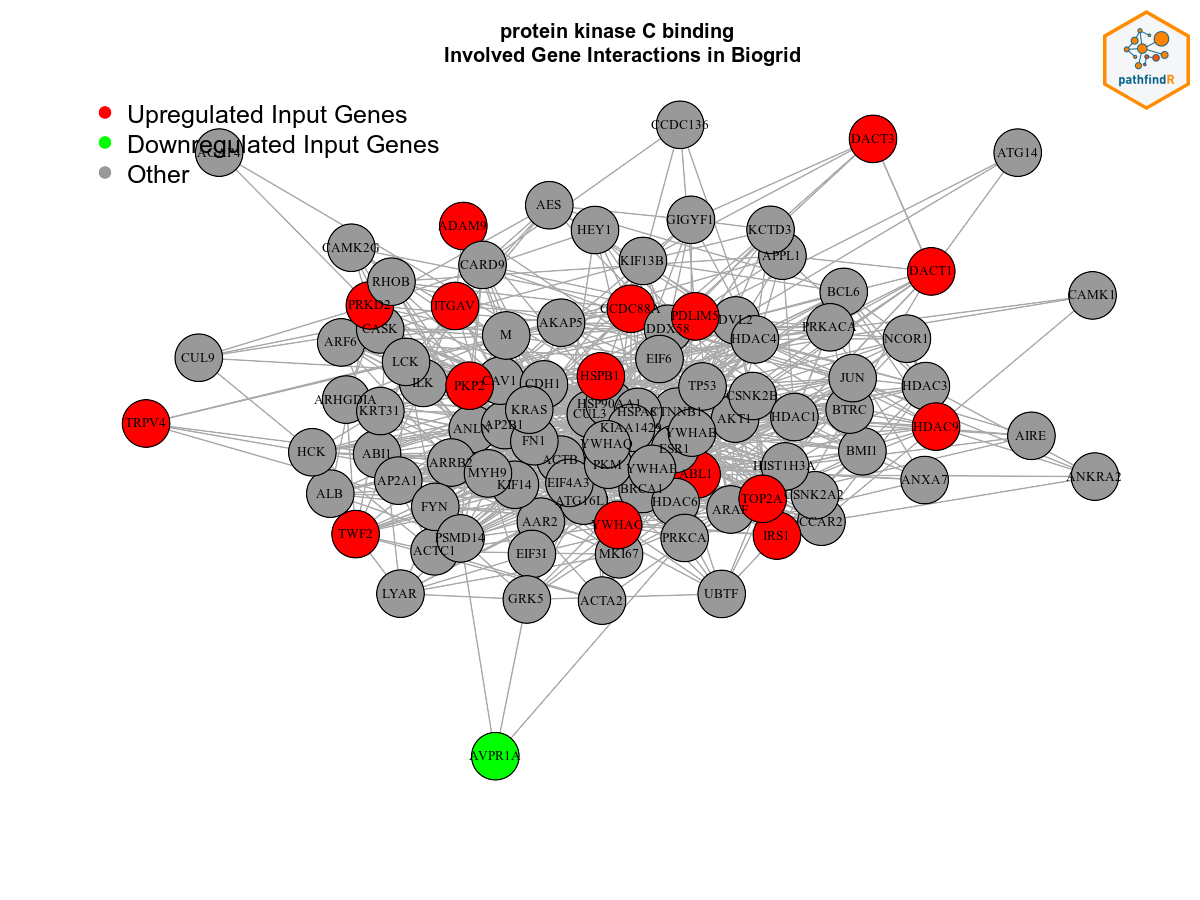 protein kinase C binding
Involved Gene Interactions in Biogrid
pathfindR
Upregulated Input Genes
Downregulated Input Genes
Other
CCDC136
DACT3
AGAP4
ATG14
AES
ADAM9
HEY1
GIGYF1
KCTD3
CAMK2G
CARD9
KIF13B
APPL1
DACT1
RHOB
BCL6
CAMK1
PRKD2
ITGAV
CCDC88A
PDLIM5
DVL2
CASK
AKAP5
DDX58
PRKACA
ARF6
M
HDAC4
NCOR1
CUL9
LCK
EIF6
ILK
PKP2
CAV1
CDH1
HSPB1
TP53
JUN
HDAC3
ARHGDIA
KRT31
KRAS
HSP90AA1
CUL3
HSPA8
CTNNB1
CSNK2B
AKT1
HDAC1
BTRC
TRPV4
ANLN
AP2B1
KIAA1429
HDAC9
AIRE
FN1
YWHAQ
YWHAB
HCK
ABI1
ARRB2
ACTB
PKM
ESR1
BMI1
MYH9
YWHAE
HIST1H3A
ABL1
ANKRA2
AP2A1
KIF14
EIF4A3
BRCA1
ANXA7
ALB
FYN
ATG16L1
HDAC6
TOP2A
CSNK2A2
ARAF
AAR2
YWHAG
CCAR2
TWF2
PSMD14
PRKCA
IRS1
ACTC1
EIF3I
MKI67
LYAR
GRK5
ACTA2
UBTF
AVPR1A